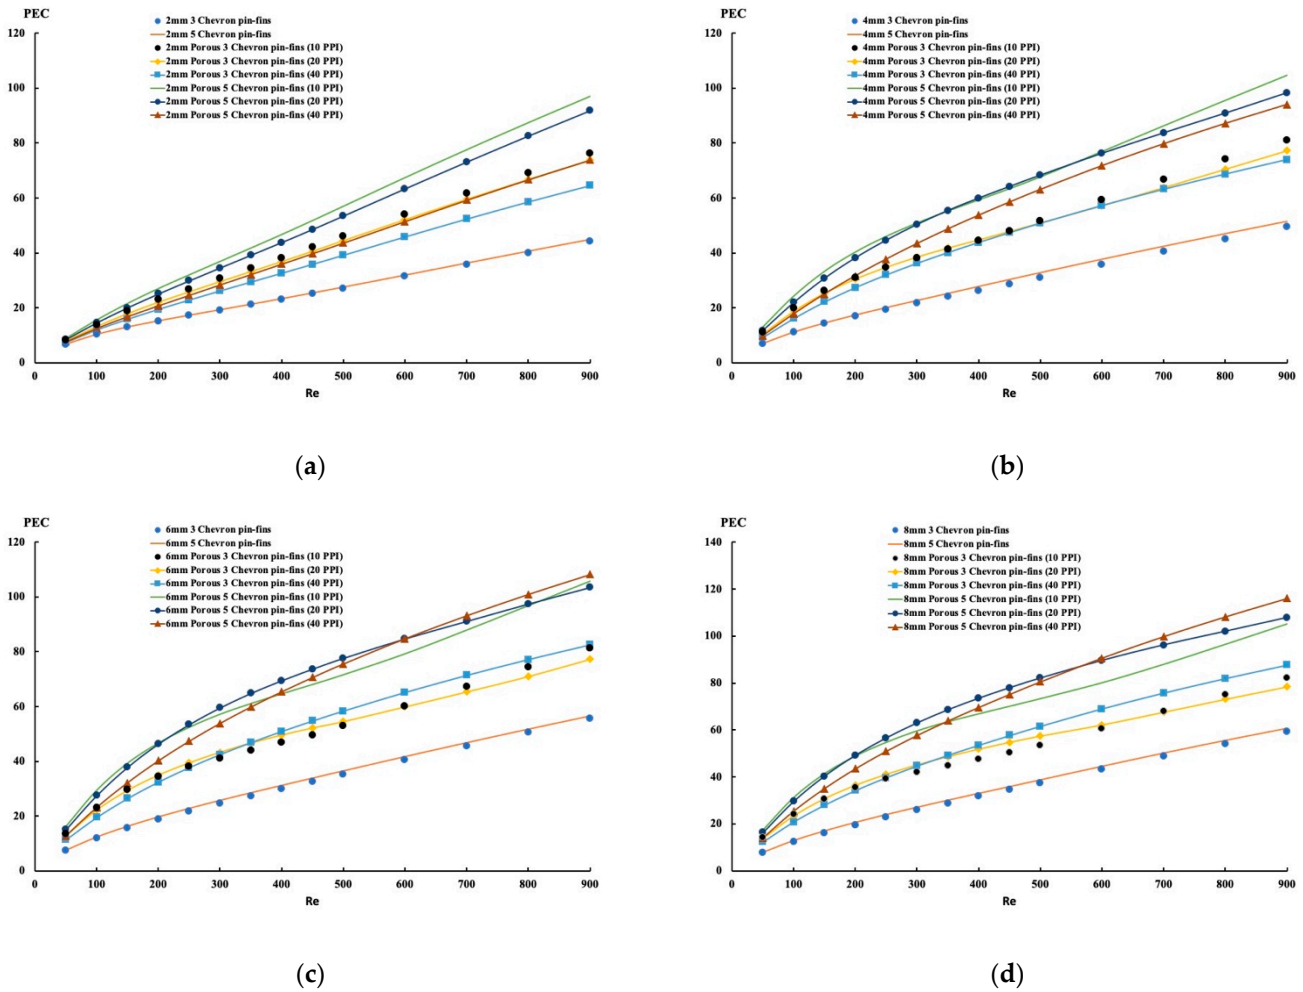 PEC
2mm 3 Chevron pin-fins
2mm 5 Chevron pin-fins
2mm Porous 3 Chevron pin-fins (10 PPI)
2mm Porous 3 Chevron pin-fins (20 PPI)
2mm Porous 3 Chevron pin-fins (40 PPI)
2mm Porous 5 Chevron pin-fins (10 PPI)
2mm Porous 5 Chevron pin-fins (20 PPI)
2mm Porous 5 Chevron pin-fins (40 PPI)
120
100
80
60
40
20
0
0 100 200 300 400 500 600 700 800 900
Re
(a)
PEC
4mm 3 Chevron pin-fins
4mm 5 Chevron pin-fins
4mm Porous 3 Chevron pin-fins (10 PPI)
4mm Porous 3 Chevron pin-fins (20 PPI)
4mm Porous 3 Chevron pin-fins (40 PPI)
4mm Porous 5 Chevron pin-fins (10 PPI)
4mm Porous 5 Chevron pin-fins (20 PPI)
4mm Porous 5 Chevron pin-fins (40 PPI)
120
100
80
60
40
20
0
0 100 200 300 400 500 600 700 800 900
Re
(b)
PEC
6mm 3 Chevron pin-fins
6mm 5 Chevron pin-fins
6mm Porous 3 Chevron pin-fins (10 PPI)
6mm Porous 3 Chevron pin-fins (20 PPI)
6mm Porous 3 Chevron pin-fins (40 PPI)
6mm Porous 5 Chevron pin-fins (10 PPI)
6mm Porous 5 Chevron pin-fins (20 PPI)
6mm Porous 5 Chevron pin-fins (40 PPI)
120
100
80
60
40
20
0
0 100 200 300 400 500 600 700 800 900
Re
(c)
PEC
8mm 3 Chevron pin-fins
8mm 5 Chevron pin-fins
8mm Porous 3 Chevron pin-fins (10 PPI)
8mm Porous 3 Chevron pin-fins (20 PPI)
8mm Porous 3 Chevron pin-fins (40 PPI)
8mm Porous 5 Chevron pin-fins (10 PPI)
8mm Porous 5 Chevron pin-fins (20 PPI)
8mm Porous 5 Chevron pin-fins (40 PPI)
140
120
100
80
60
40
20
0
0 100 200 300 400 500 600 700 800 900
Re
(d)